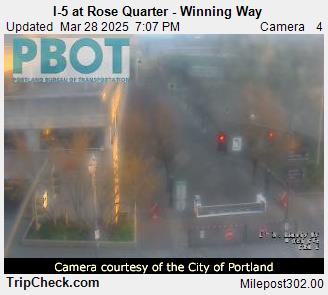 I-5 at Rose Quarter - Winning Way
Updated Mar 28 2025 7:07 PM Camera 4
PBOT
PORTLAND BUREAU OF TRANSPORTATION
Camera courtesy of the City of Portland
TripCheck.com Milepost302.00